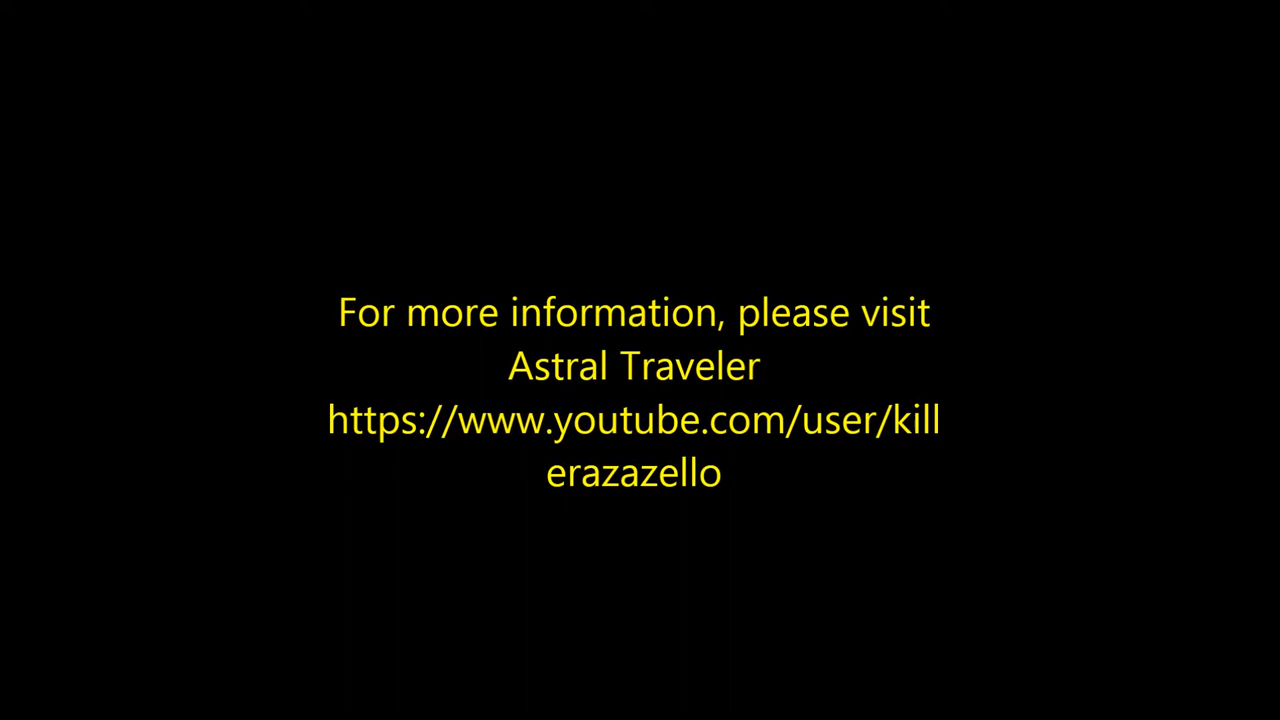 For more information, please visit
Astral Traveler
https://www.youtube.com/user/kill
erazazello